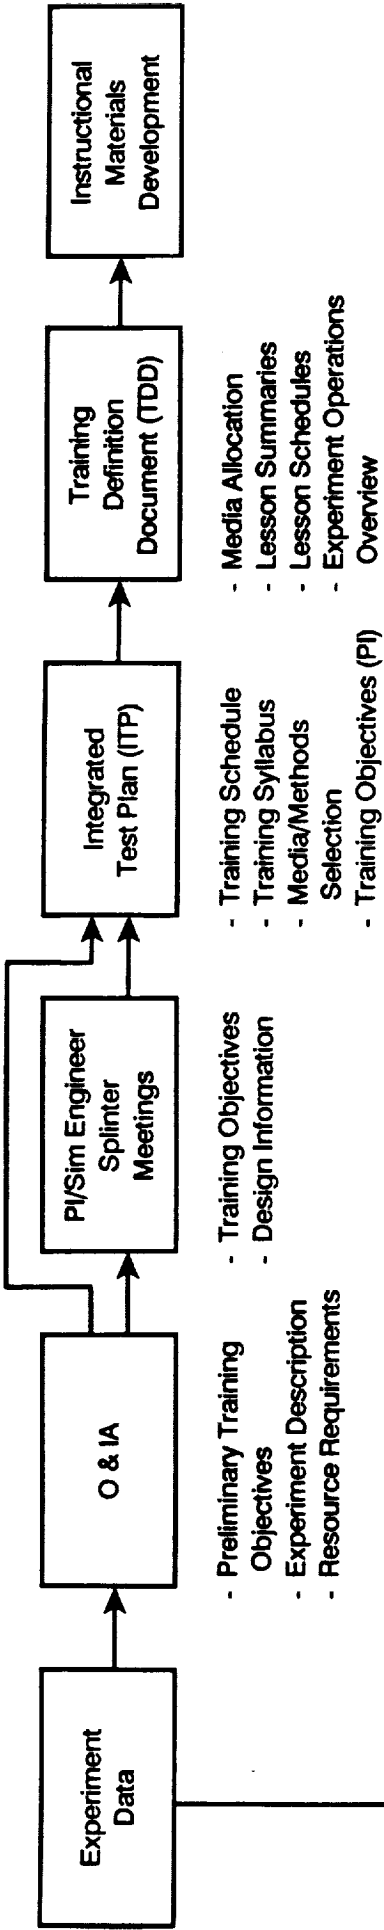 Experiment
Data
O & IA
PI/Sim Engineer
Splinter
Meetings
Integrated
Test Plan (ITP)
Training
Definition
Document (TDD)
Instructional
Materials
Development
- Preliminary Training
Objectives
- Experiment Description
- Resource Requirements
- Training Objectives
- Design Information
- Training Schedule
- Training Syllabus
- Media/Methods
Selection
- Training Objectives (PI)
- Media Allocation
- Lesson Summaries
- Lesson Schedules
- Experiment Operations
Overview